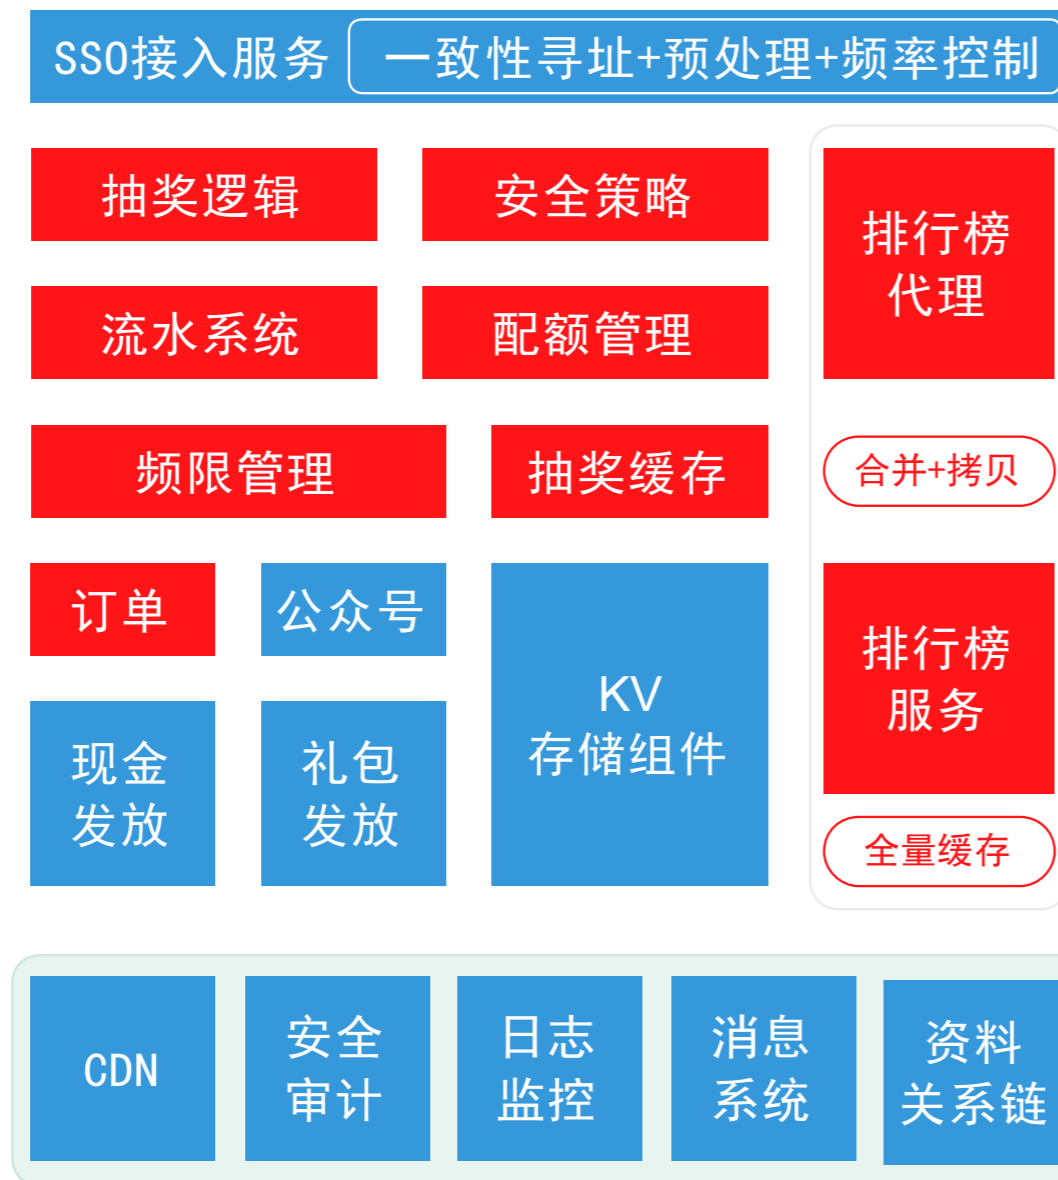 SSO接入服务 一致性寻址+预处理+频率控制
抽奖逻辑
安全策略
排行榜
代理
流水系统
配额管理
频限管理
抽奖缓存
合并+拷贝
订单
公众号
KV
存储组件
排行榜
服务
现金
发放
礼包
发放
全量缓存
CDN
安全
审计
日志
监控
消息
系统
资料
关系链